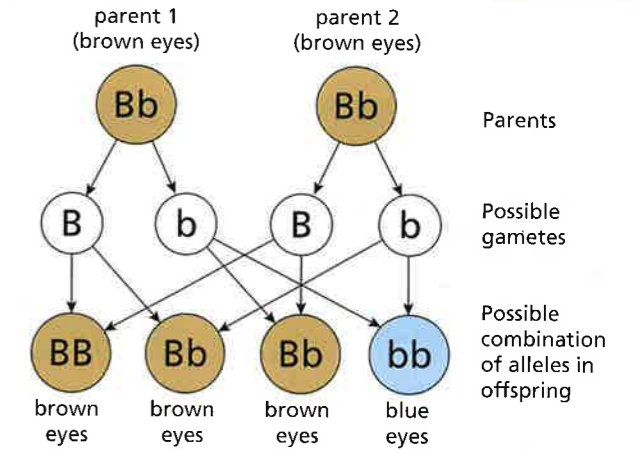 parent 1
(brown eyes)
parent 2
(brown eyes)
Bb
Bb
Parents
B
b
B
b
Possible
gametes
BB
Bb
Bb
bb
Possible
combination
of alleles in
offspring
brown
eyes
brown
eyes
brown
eyes
blue
eyes